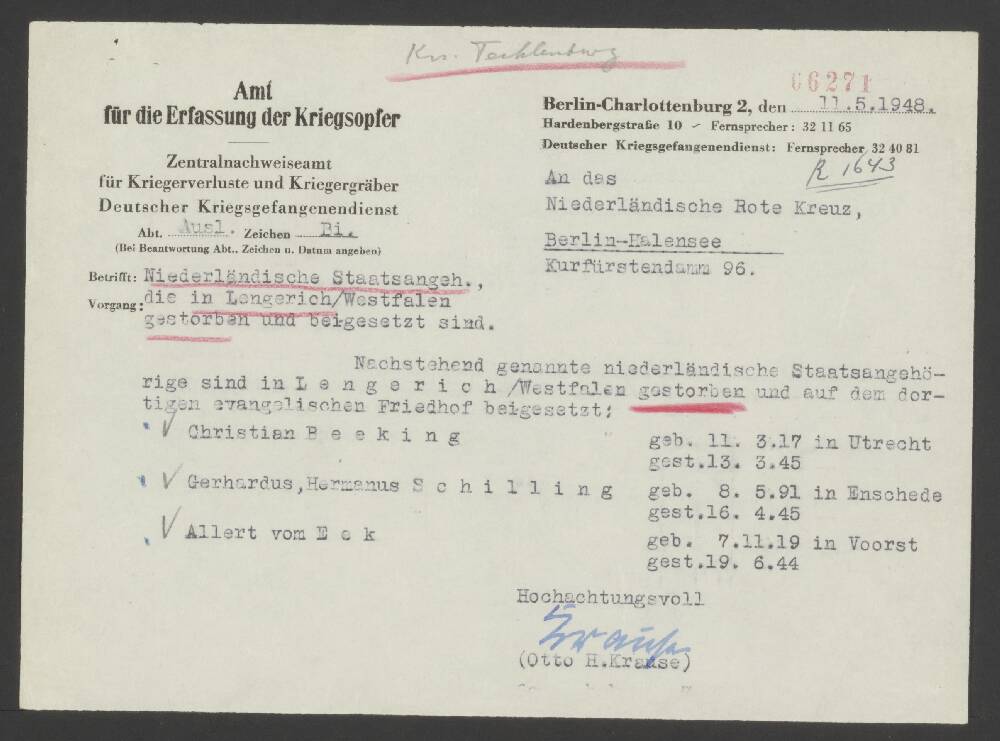 Krs. Tecklenburg
06271
Amt
für die Erfassung der Kriegsopfer
Zentralnachweiseamt
für Kriegerverluste und Kriegergräber
Deutscher Kriegsgefangenendienst
Abt. Ausl. Zeichen Bi.
(Bei Beantwortung Abt., Zeichen u. Datum angeben)
Berlin-Charlottenburg 2, den 11.5.1948.
Hardenbergstraße 10 – Fernsprecher: 32 11 65
Deutscher Kriegsgefangenendienst: Fernsprecher 32 40 81
R 1643
An das
Niederländische Rote Kreuz,
Berlin-Halensee
Kurfürstendamm 96.
Betrifft: Niederländische Staatsangeh.,
Vorgang: die in Lengerich/Westfalen
gestorben und beigesetzt sind.
Nachstehend genannte niederländische Staatsangehö-
rige sind in L e n g e r i c h /Westfalen gestorben und auf dem dor-
tigen evangelischen Friedhof beigesetzt:
Christian B e e k i n g geb. 11. 3.17 in Utrecht
gest.13. 3.45
Gerhardus,Hermanus S c h i l l i n g geb. 8. 5.91 in Enschede
gest.16. 4.45
Allert vom E c k geb. 7.11.19 in Voorst
gest.19. 6.44
Hochachtungsvoll
Krause
(Otto H.Krause)